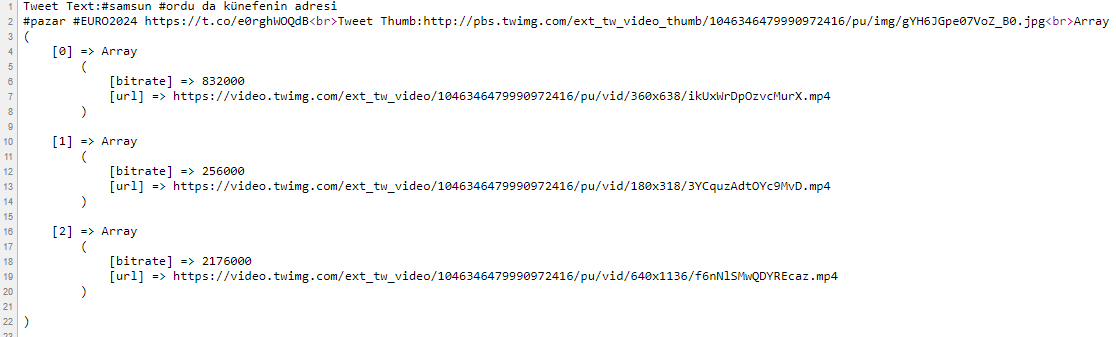 1 Tweet Text:#samsun #ordu da künefenin adresi
2 #pazar #EURO2024 https://t.co/e0rghWOQdB<br>Tweet Thumb:http://pbs.twimg.com/ext_tw_video_thumb/1046346479990972416/pu/img/gYH6JGpe07VoZ_B0.jpg<br>Array
3 (
4 [0] => Array
5 (
6 [bitrate] => 832000
7 [url] => https://video.twimg.com/ext_tw_video/1046346479990972416/pu/vid/360x638/ikUxWrDpOzvcMurX.mp4
8 )
9
10 [1] => Array
11 (
12 [bitrate] => 256000
13 [url] => https://video.twimg.com/ext_tw_video/1046346479990972416/pu/vid/180x318/3YCquzAdtOYc9MvD.mp4
14 )
15
16 [2] => Array
17 (
18 [bitrate] => 2176000
19 [url] => https://video.twimg.com/ext_tw_video/1046346479990972416/pu/vid/640x1136/f6nNlSMwQDYREcaz.mp4
20 )
21
22 )
23